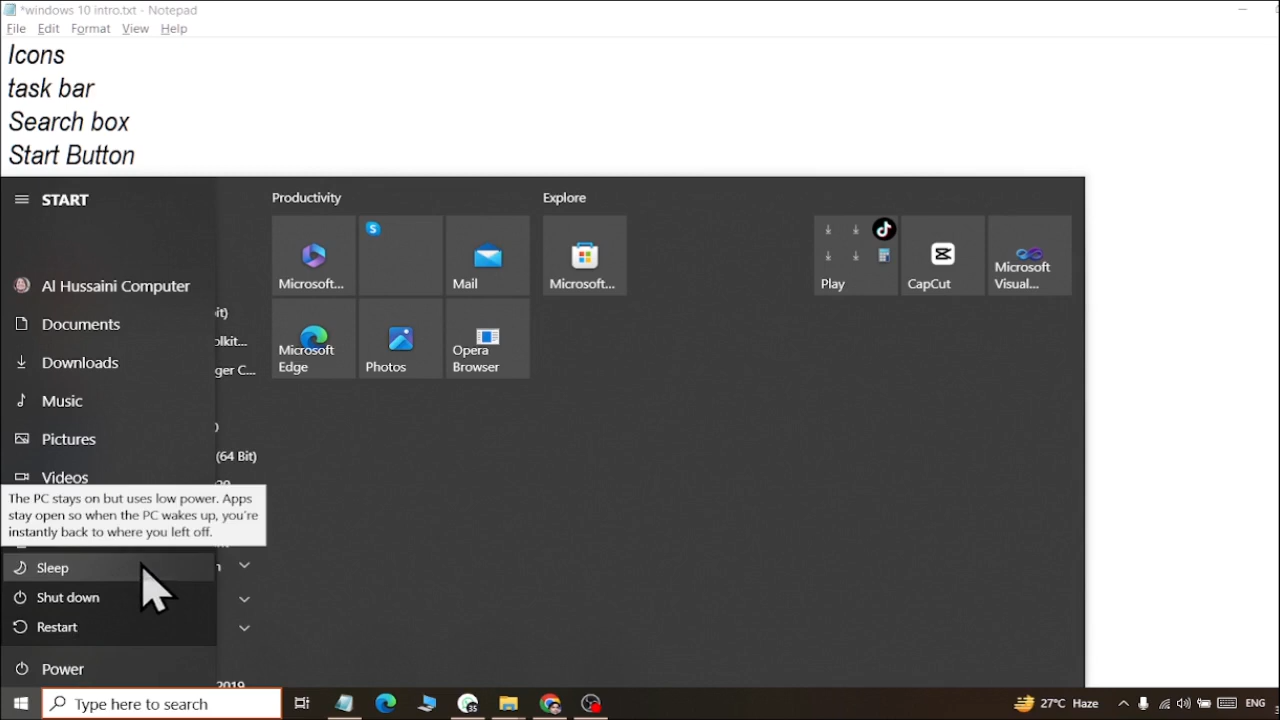 *windows 10 intro.txt - Notepad
File Edit Format View Help
Icons
task bar
Search box
Start Button
START
Productivity
Explore
Microsoft...
Mail
Microsoft...
Play
CapCut
Microsoft Visual...
Al Hussaini Computer
Documents
it)
olkit...
Microsoft Edge
Photos
Opera Browser
Downloads
ger C...
Music
Pictures
(64 Bit)
Videos
The PC stays on but uses low power. Apps
stay open so when the PC wakes up, you're
instantly back to where you left off.
Sleep
Shut down
Restart
Power
2019
Type here to search
27°C Haze
ENG